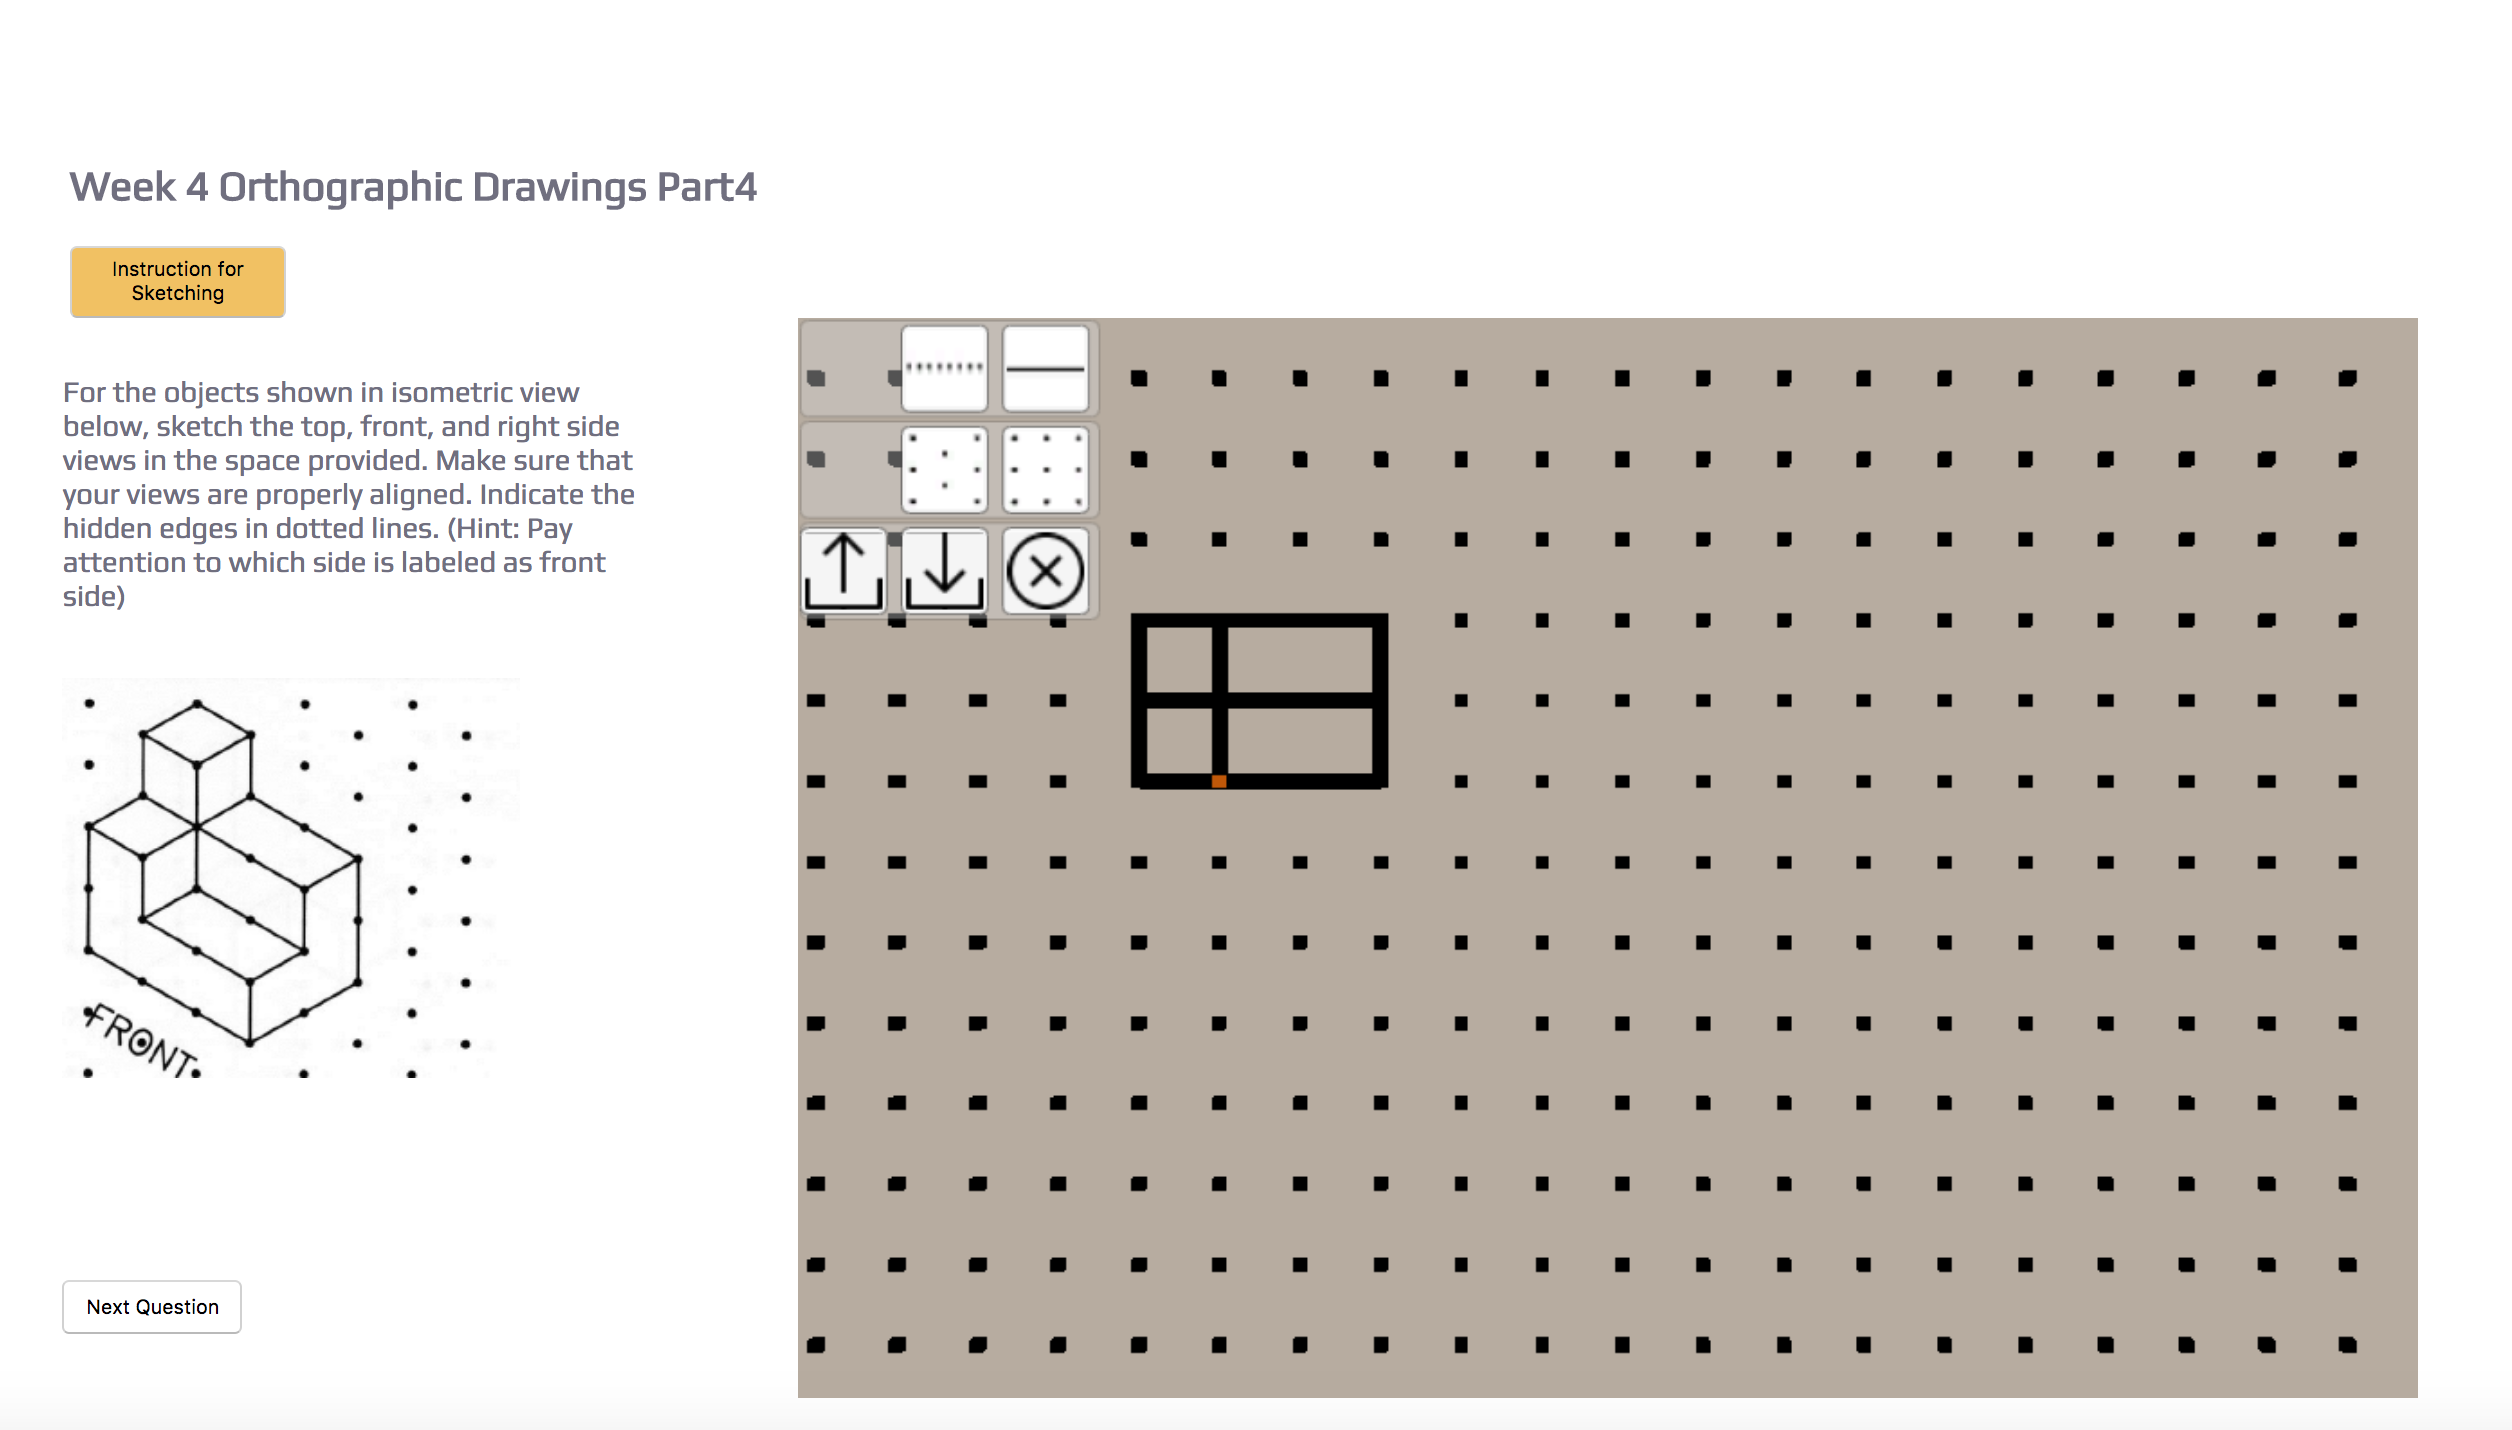 Week 4 Orthographic Drawings Part4
Instruction for
Sketching
For the objects shown in isometric view
below, sketch the top, front, and right side
views in the space provided. Make sure that
your views are properly aligned. Indicate the
hidden edges in dotted lines. (Hint: Pay
attention to which side is labeled as front
side)
FRONT
Next Question